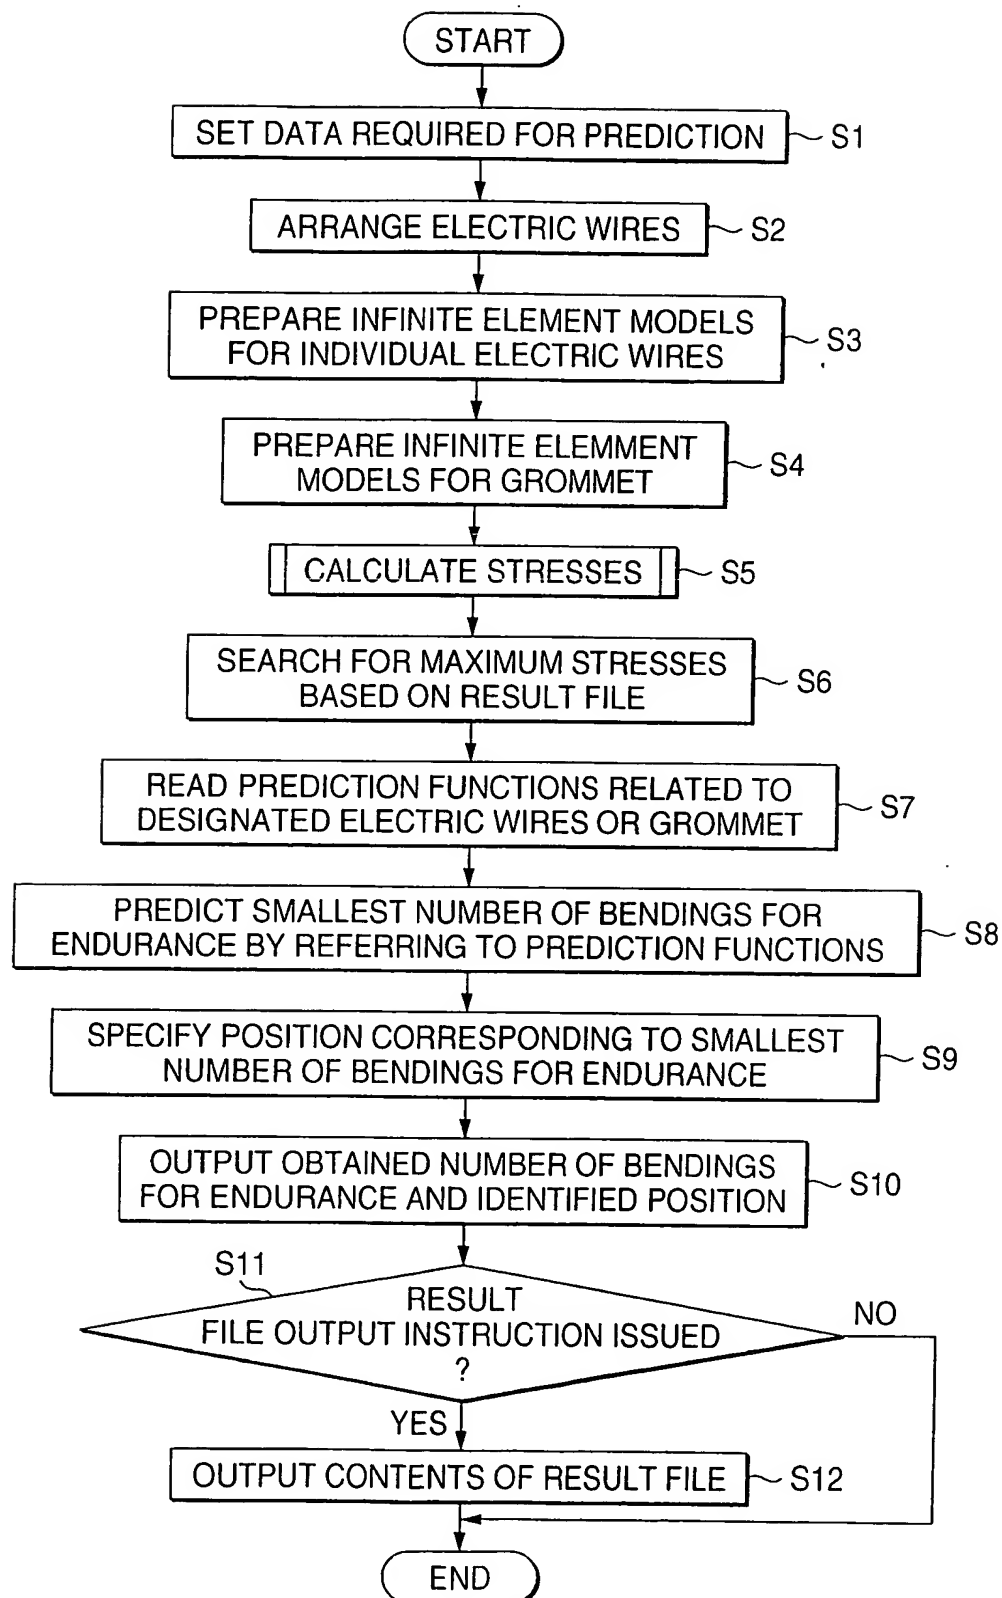 START
SET DATA REQUIRED FOR PREDICTION
S1
ARRANGE ELECTRIC WIRES
S2
PREPARE INFINITE ELEMENT MODELS
FOR INDIVIDUAL ELECTRIC WIRES
S3
PREPARE INFINITE ELEMMENT
MODELS FOR GROMMET
S4
CALCULATE STRESSES
S5
SEARCH FOR MAXIMUM STRESSES
BASED ON RESULT FILE
S6
READ PREDICTION FUNCTIONS RELATED TO
DESIGNATED ELECTRIC WIRES OR GROMMET
S7
PREDICT SMALLEST NUMBER OF BENDINGS FOR
ENDURANCE BY REFERRING TO PREDICTION FUNCTIONS
S8
SPECIFY POSITION CORRESPONDING TO SMALLEST
NUMBER OF BENDINGS FOR ENDURANCE
S9
OUTPUT OBTAINED NUMBER OF BENDINGS
FOR ENDURANCE AND IDENTIFIED POSITION
S10
S11
RESULT
FILE OUTPUT INSTRUCTION ISSUED
?
NO
YES
OUTPUT CONTENTS OF RESULT FILE
S12
END